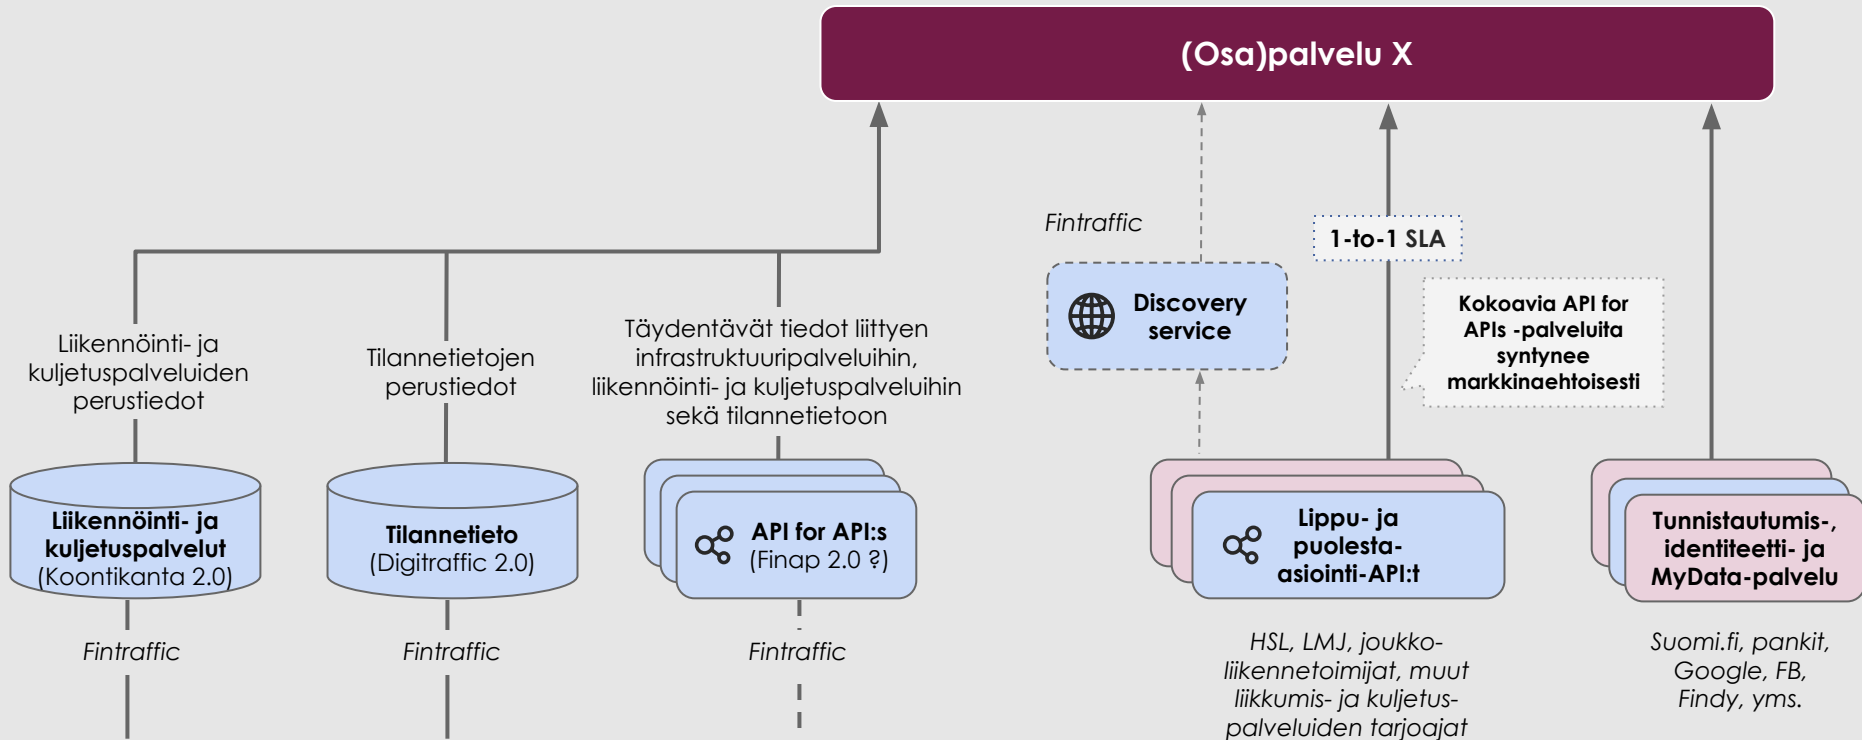 (Osa)palvelu X
Fintraffic
1-to-1 SLA
Discovery
service
Kokoavia API for
APIs -palveluita
syntynee
markkinaehtoisesti
Liikennöinti- ja
kuljetuspalveluiden
perustiedot
Tilannetietojen
perustiedot
Täydentävät tiedot liittyen
infrastruktuuripalveluihin,
liikennöinti- ja kuljetuspalveluihin
sekä tilannetietoon
Liikennöinti- ja
kuljetuspalvelut
(Koontikanta 2.0)
Tilannetieto
(Digitraffic 2.0)
API for API:s
(Finap 2.0 ?)
Lippu- ja
puolesta-
asiointi-API:t
Tunnistautumis-,
identiteetti- ja
MyData-palvelu
Fintraffic
Fintraffic
Fintraffic
HSL, LMJ, joukko-
liikennetoimijat, muut
liikkumis- ja kuljetus-
palveluiden tarjoajat
Suomi.fi, pankit,
Google, FB,
Findy, yms.